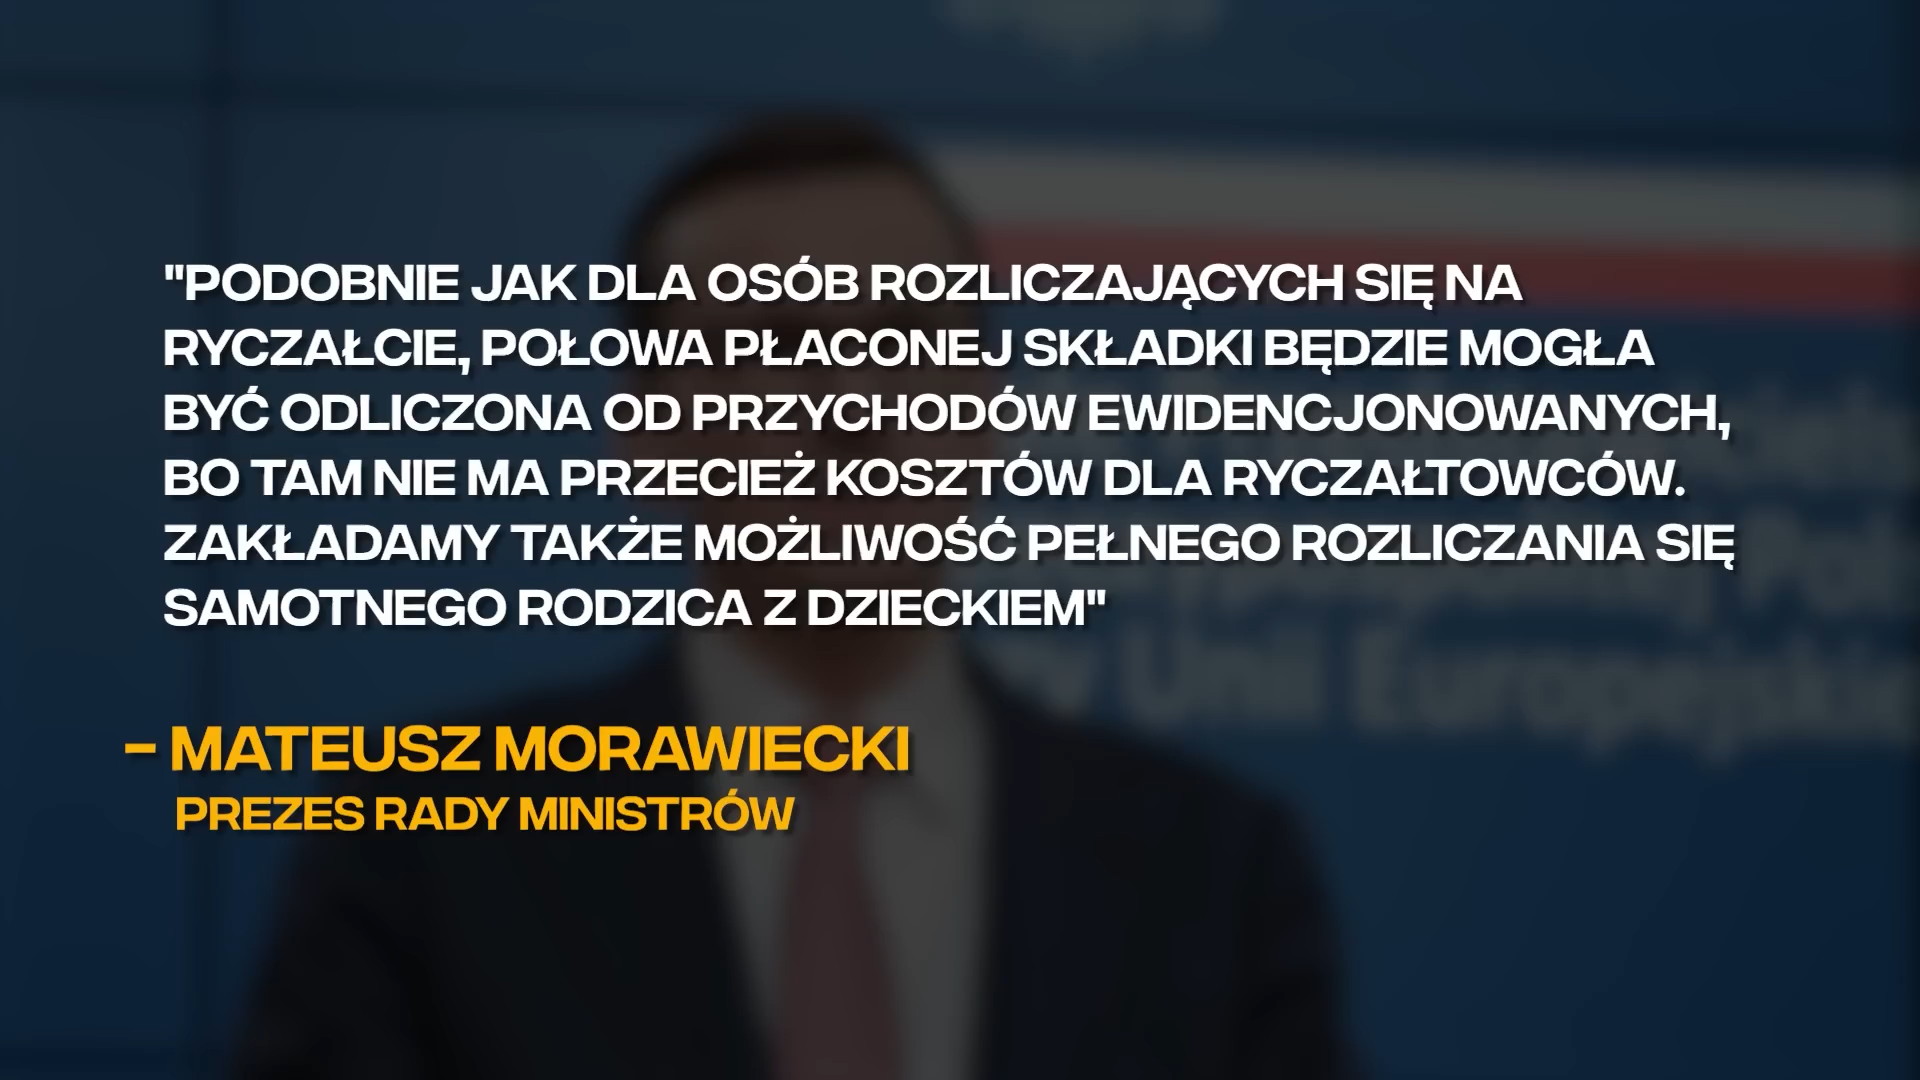 "PODOBNIE JAK DLA OSÓB ROZLICZAJĄCYCH SIĘ NA
RYCZAŁCIE, POŁOWA PŁACONEJ SKŁADKI BĘDZIE MOGŁA
BYĆ ODLICZONA OD PRZYCHODÓW EWIDENCJONOWANYCH,
BO TAM NIE MA PRZECIEŻ KOSZTÓW DLA RYCZAŁTOWCÓW.
ZAKŁADAMY TAKŻE MOŻLIWOŚĆ PEŁNEGO ROZLICZANIA SIĘ
SAMOTNEGO RODZICA Z DZIECKIEM"
– MATEUSZ MORAWIECKI
PREZES RADY MINISTRÓW
Unii Europejskie